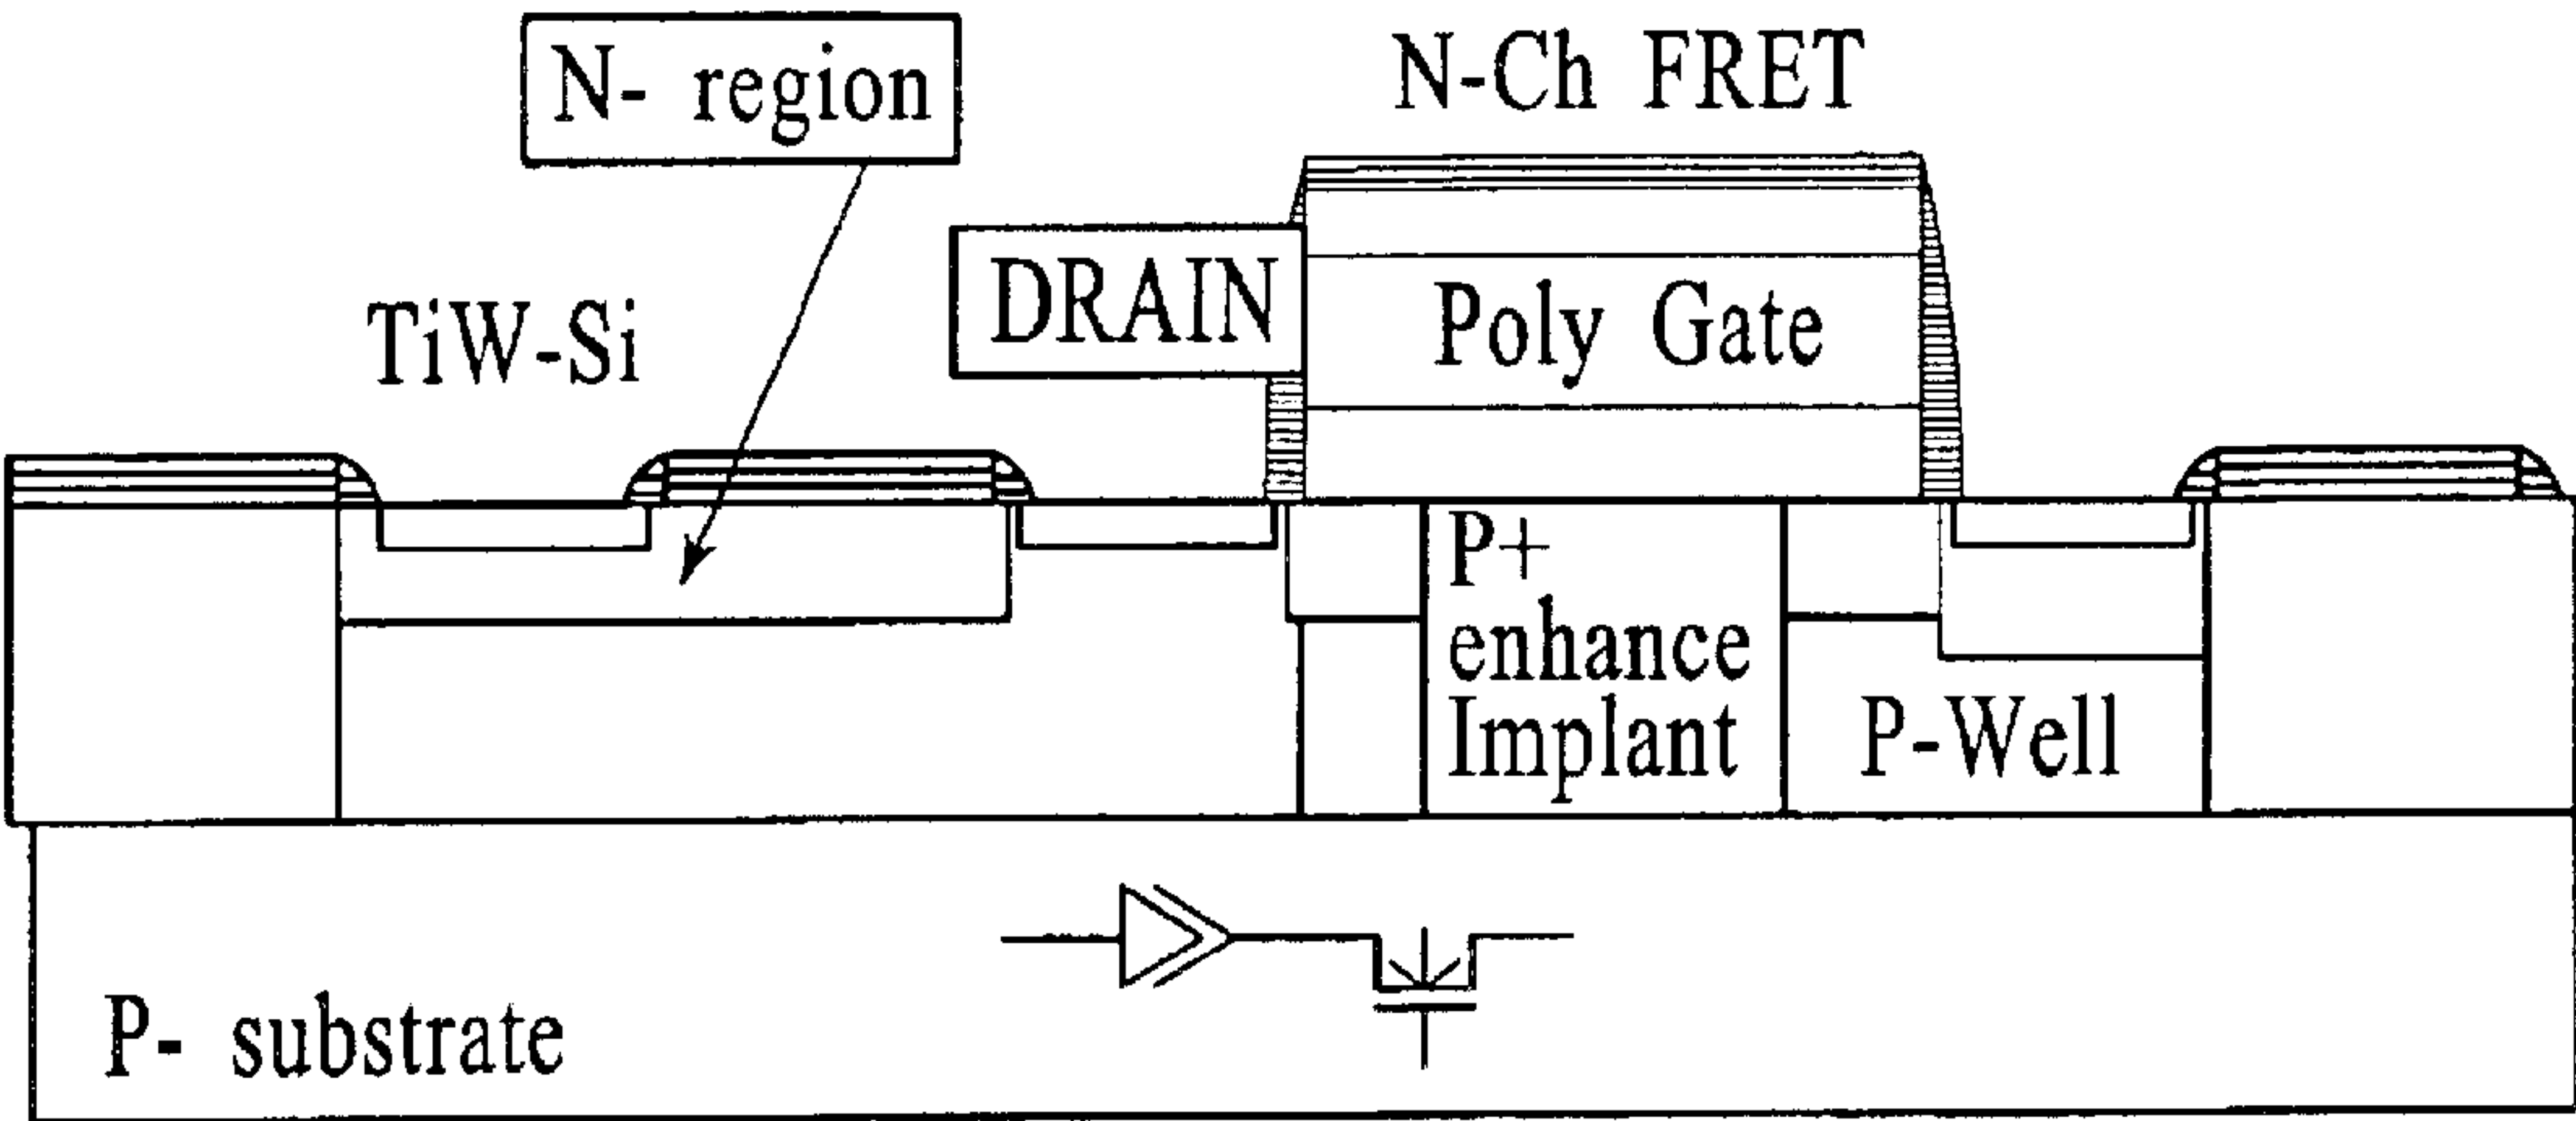 N- region
N-Ch FRET
DRAIN
TiW-Si
Poly Gate
P+
enhance
Implant
P-Well
P- substrate